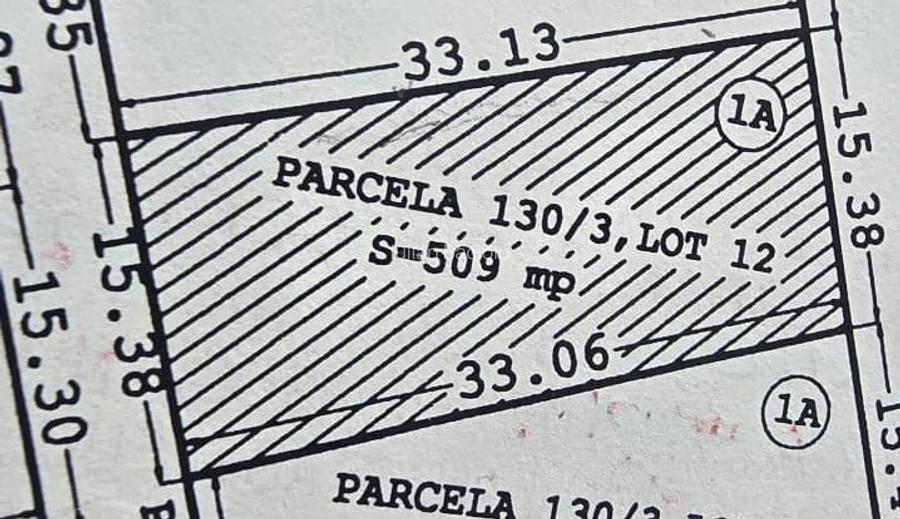 33.13
1A
15.38
15.38
PARCELA 130/3, LOT 12
S=509 mp
33.06
15.30
1A
PARCELA 130/3